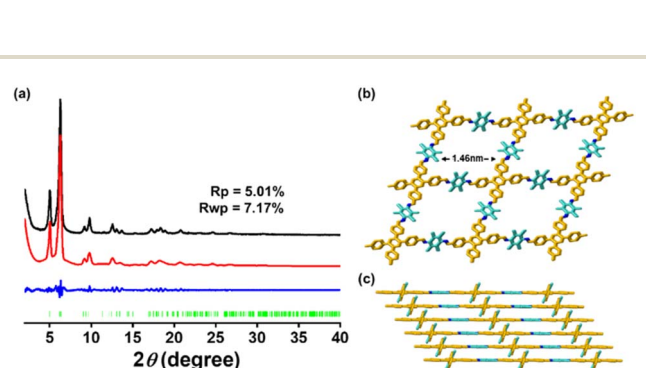 (a)
Rp = 5.01%
Rwp = 7.17%
5 10 15 20 25 30 35 40
2θ (degree)
(b)
1.46nm
(c)